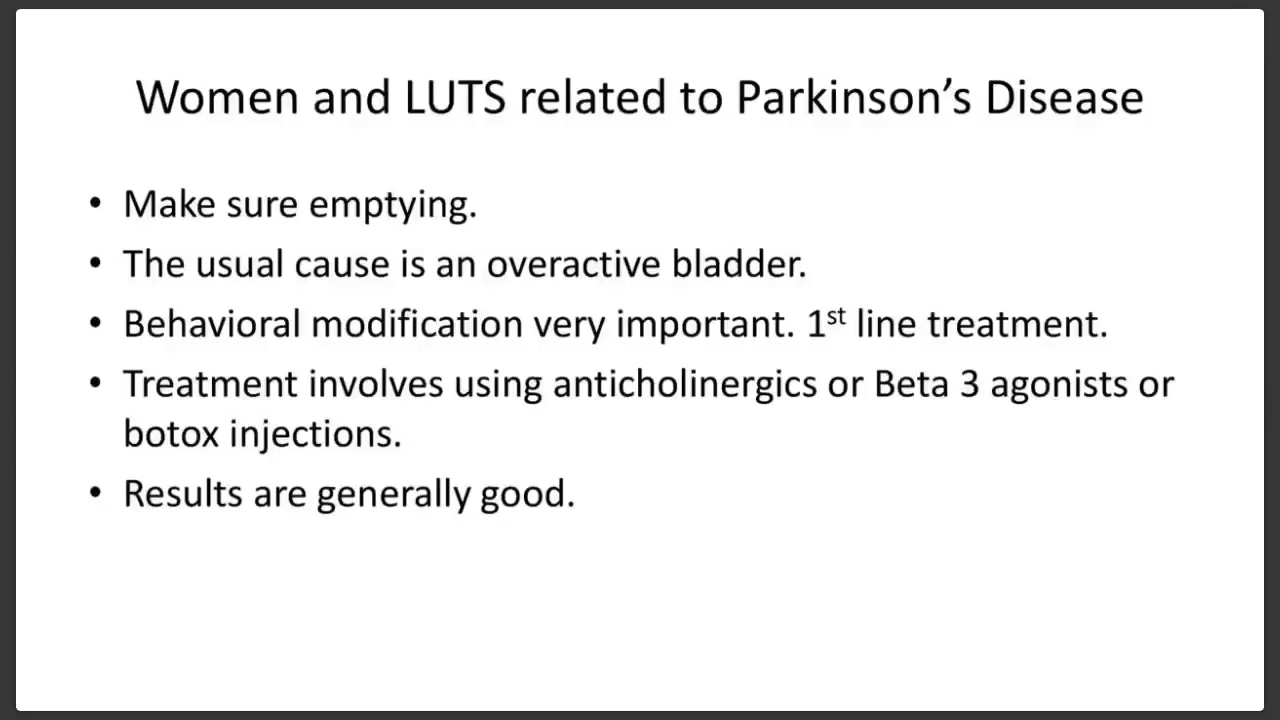 Women and LUTS related to Parkinson’s Disease
• Make sure emptying.
• The usual cause is an overactive bladder.
• Behavioral modification very important. 1st line treatment.
• Treatment involves using anticholinergics or Beta 3 agonists or
botox injections.
• Results are generally good.